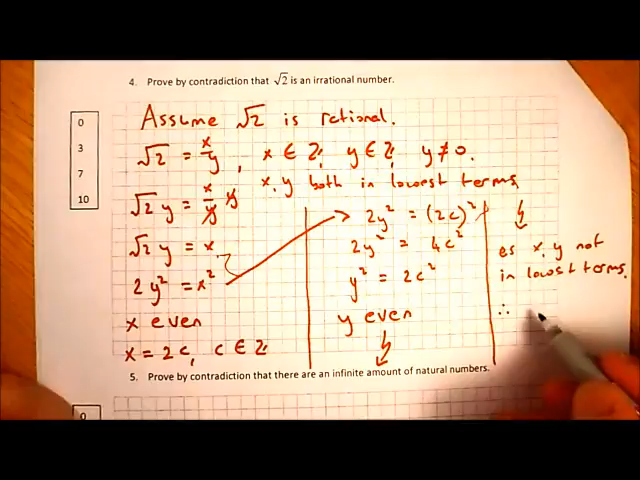 4. Prove by contradiction that √2 is an irrational number.
0
3
7
10
Assume √2 is rational.
√2 = x/y , x ∈ ℤ, y ∈ ℤ, y ≠ 0.
x, y both in lowest terms
√2 y = x/y y
√2 y = x
2y² = x²
x even
x = 2c, c ∈ ℤ
2y² = (2c)²
2y² = 4c²
y² = 2c²
y even
x, y not
in lowest terms.
∴
5. Prove by contradiction that there are an infinite amount of natural numbers.
0